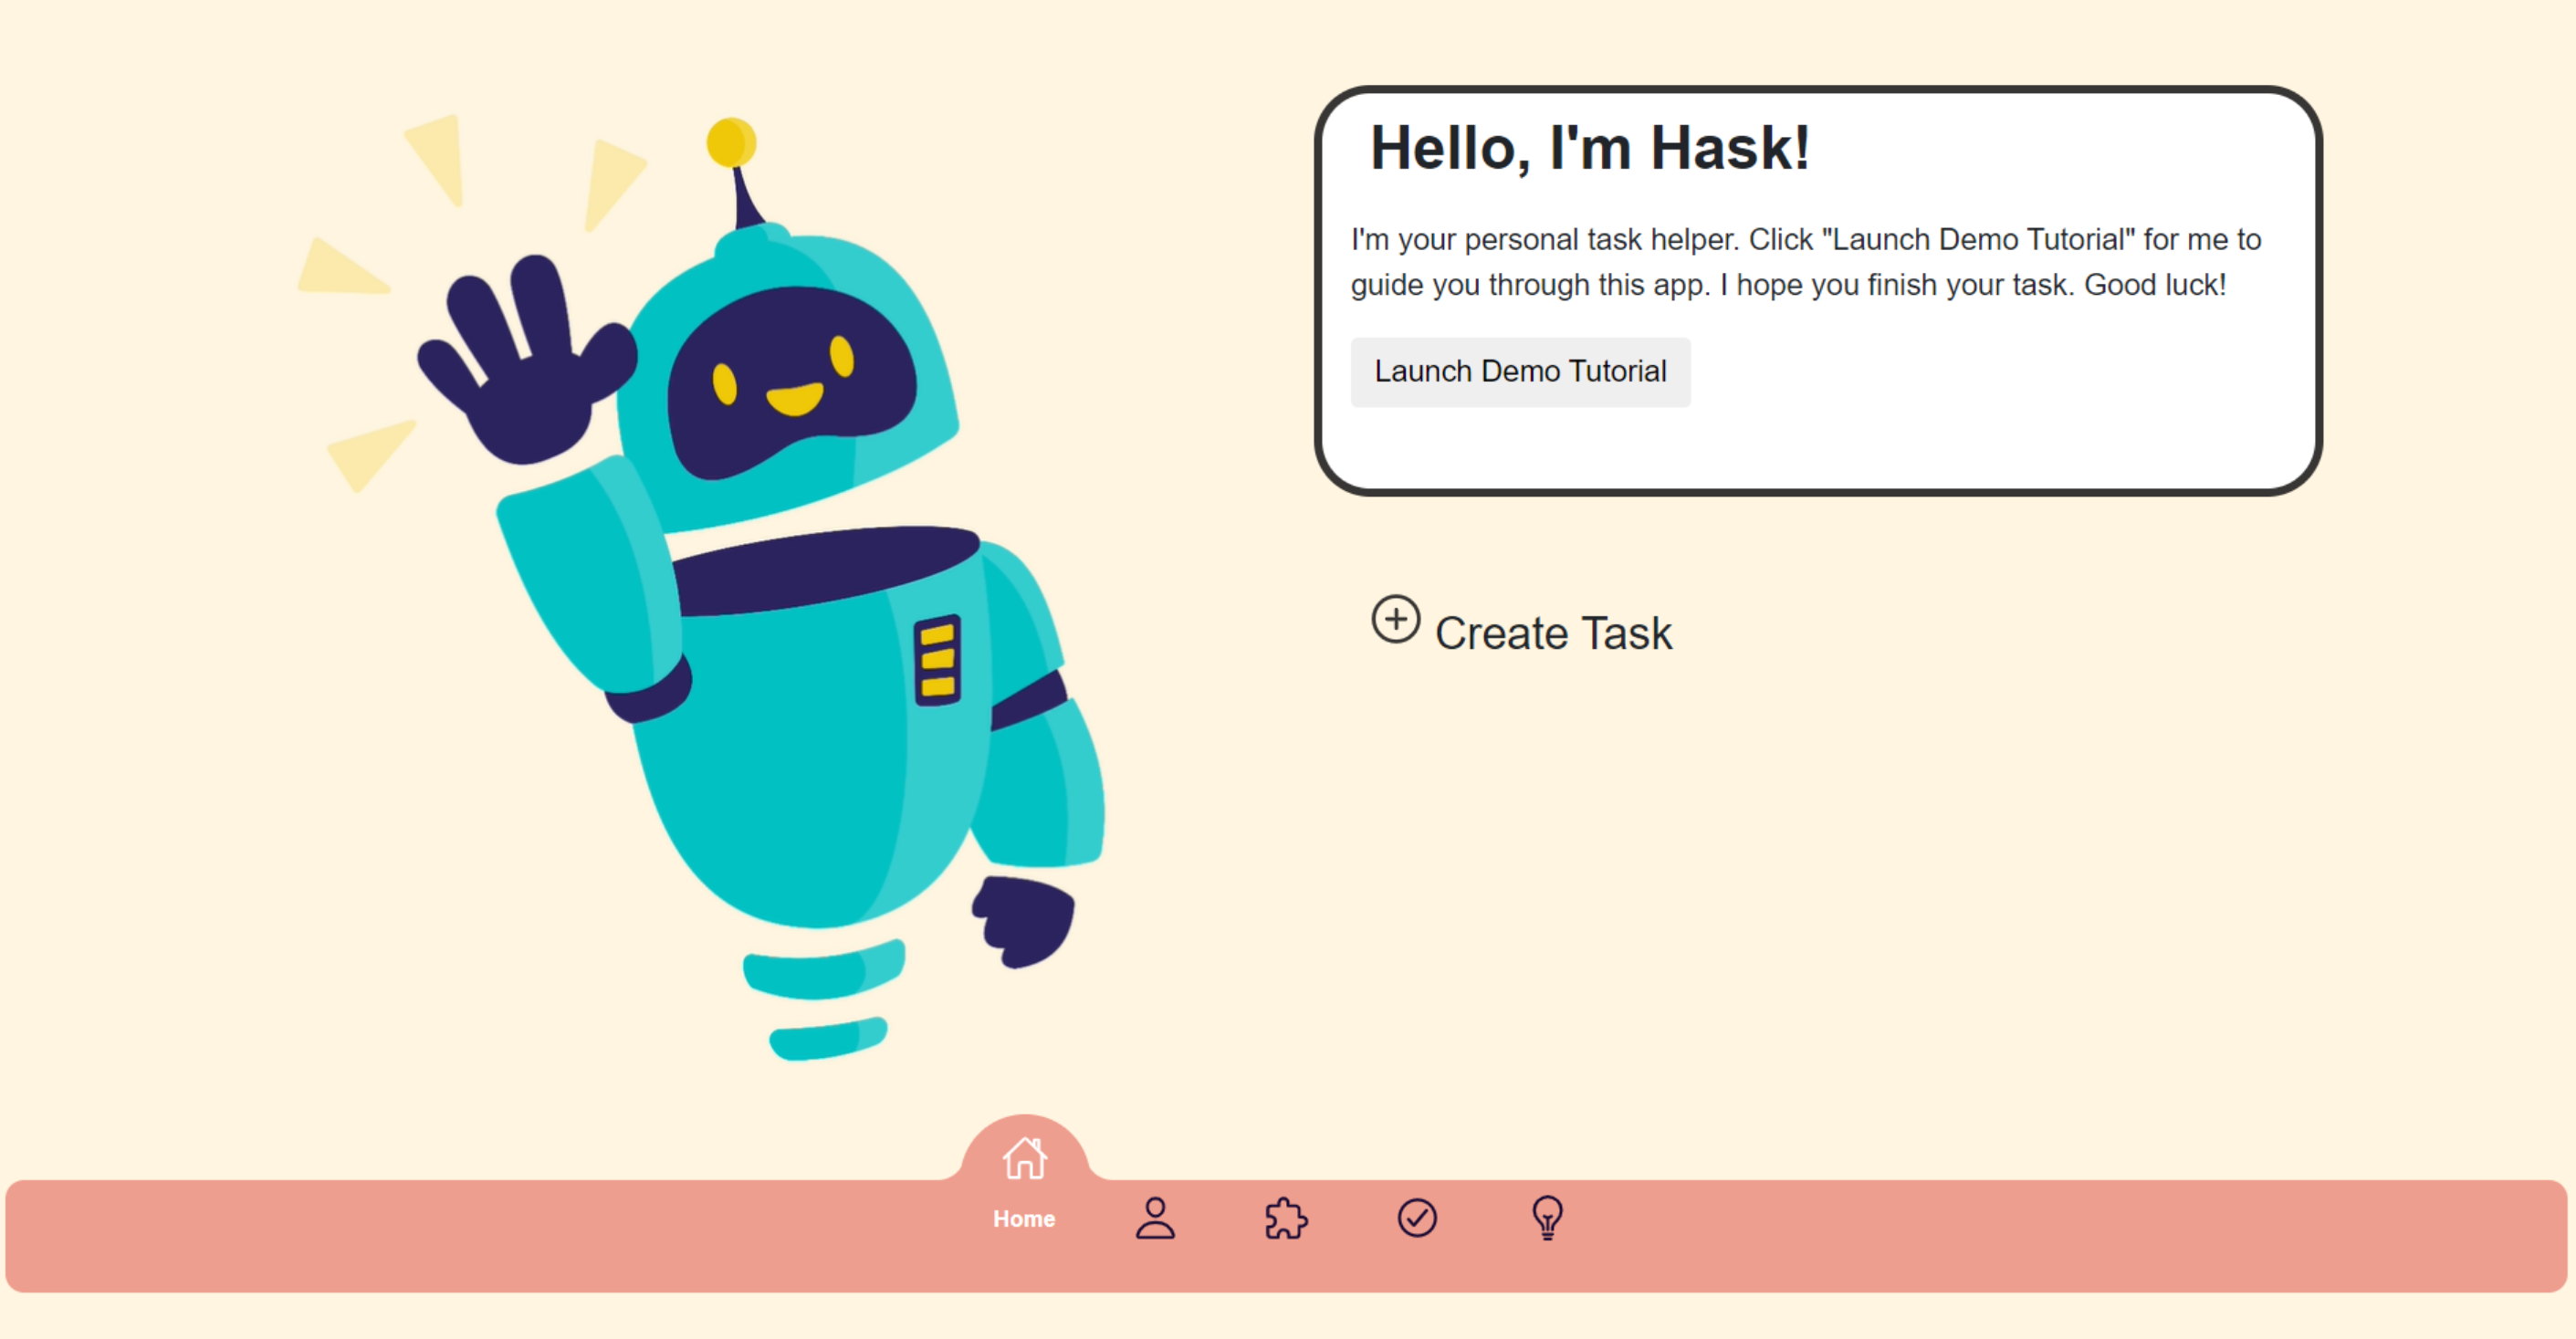 Hello, I'm Hask!
I'm your personal task helper. Click "Launch Demo Tutorial" for me to
guide you through this app. I hope you finish your task. Good luck!
Launch Demo Tutorial
Create Task
Home